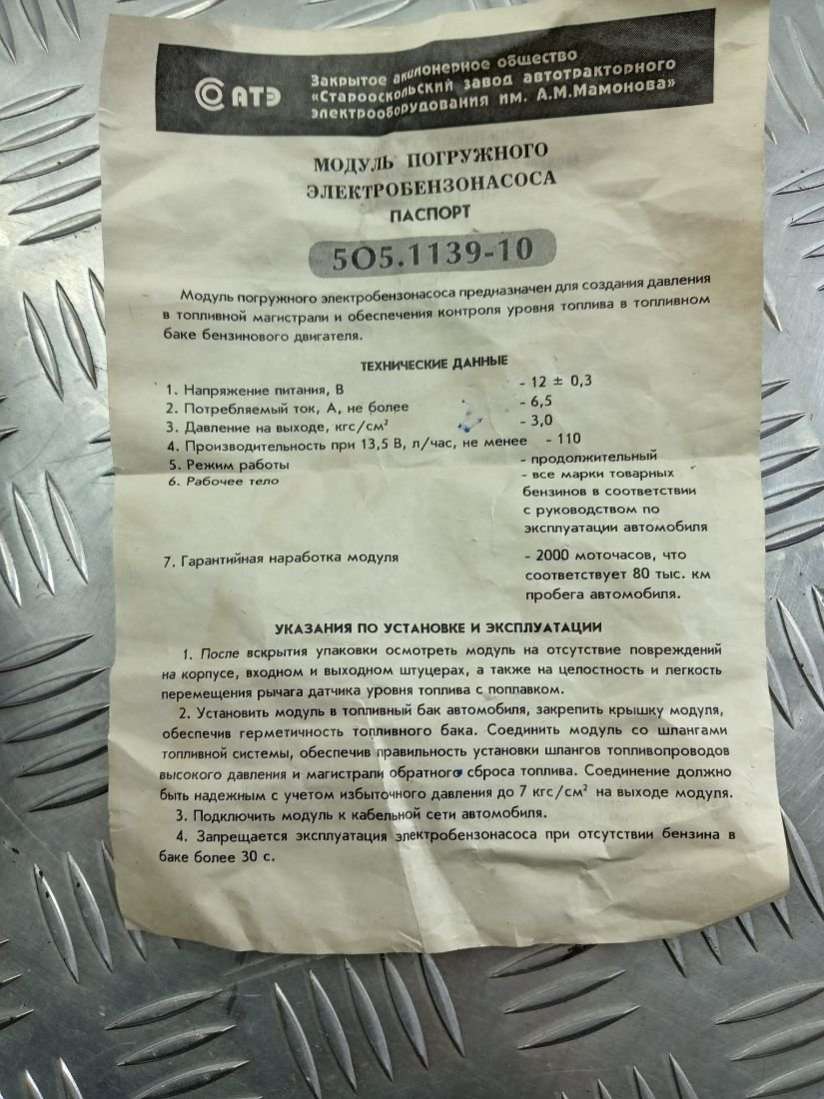 АТЭ
Закрытое акционерное общество
«Старооскольский завод автотракторного
электрооборудования им. А.М.Мамонова»
МОДУЛЬ ПОГРУЖНОГО
ЭЛЕКТРОБЕНЗОНАСОСА
ПАСПОРТ
505.1139-10
Модуль погружного электробензонасоса предназначен для создания давления
в топливной магистрали и обеспечения контроля уровня топлива в топливном
баке бензинового двигателя.
ТЕХНИЧЕСКИЕ ДАННЫЕ
1. Напряжение питания, В - 12 ± 0,3
2. Потребляемый ток, А, не более - 6,5
3. Давление на выходе, кгс/см² - 3,0
4. Производительность при 13,5 В, л/час, не менее - 110
5. Режим работы - продолжительный
6. Рабочее тело - все марки товарных
бензинов в соответствии
с руководством по
эксплуатации автомобиля
7. Гарантийная наработка модуля - 2000 моточасов, что
соответствует 80 тыс. км
пробега автомобиля.
УКАЗАНИЯ ПО УСТАНОВКЕ И ЭКСПЛУАТАЦИИ
1. После вскрытия упаковки осмотреть модуль на отсутствие повреждений
на корпусе, входном и выходном штуцерах, а также на целостность и легкость
перемещения рычага датчика уровня топлива с поплавком.
2. Установить модуль в топливный бак автомобиля, закрепить крышку модуля,
обеспечив герметичность топливного бака. Соединить модуль со шлангами
топливной системы, обеспечив правильность установки шлангов топливопроводов
высокого давления и магистрали обратного сброса топлива. Соединение должно
быть надежным с учетом избыточного давления до 7 кгс/см² на выходе модуля.
3. Подключить модуль к кабельной сети автомобиля.
4. Запрещается эксплуатация электробензонасоса при отсутствии бензина в
баке более 30 с.